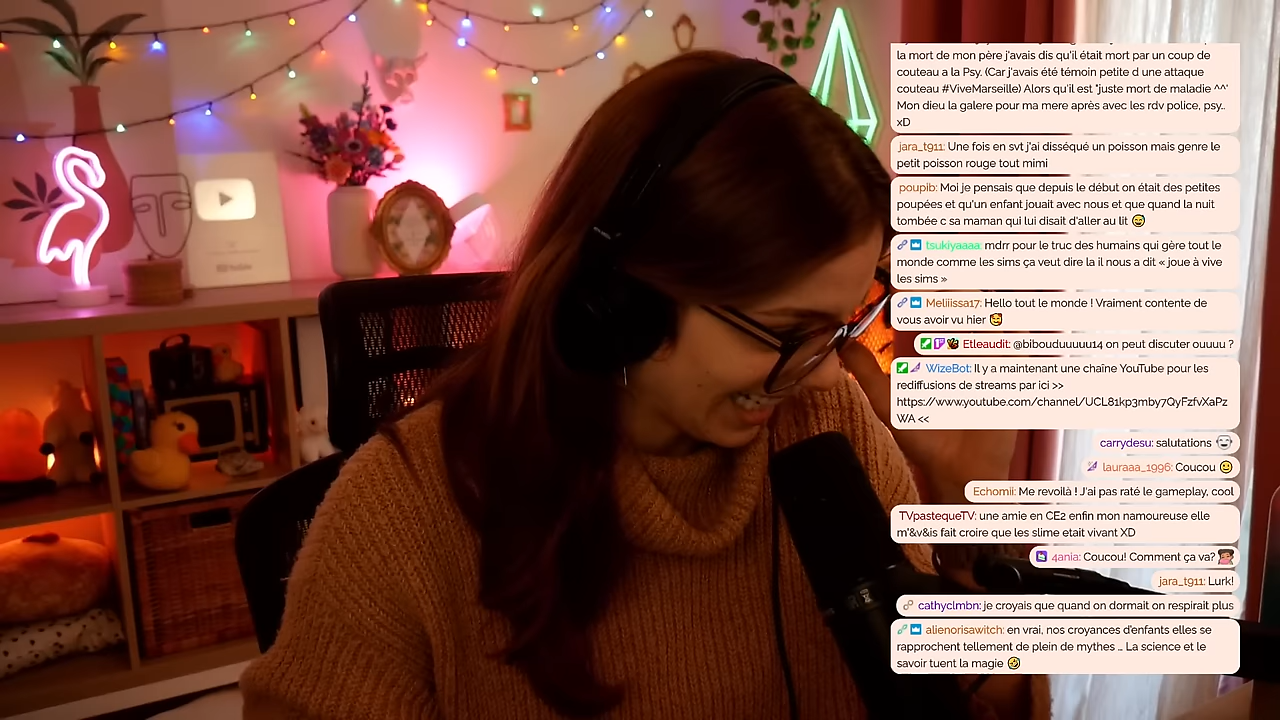 la mort de mon père j'avais dis qu'il était mort par un coup de
couteau a la Psy. (Car j'avais été témoin petite d une attaque
couteau #ViveMarseille) Alors qu'il est "juste mort de maladie ^^'
Mon dieu la galere pour ma mere après avec les rdv police, psy..
xD
jara_t911: Une fois en svt j'ai disséqué un poisson mais genre le
petit poisson rouge tout mimi
poupib: Moi je pensais que depuis le début on était des petites
poupées et qu'un enfant jouait avec nous et que quand la nuit
tombée c sa maman qui lui disait d'aller au lit 😅
tsukiyaaaa: mdrr pour le truc des humains qui gère tout le
monde comme les sims ça veut dire la il nous a dit « joue à vive
les sims »
Meliiissa17: Hello tout le monde ! Vraiment contente de
vous avoir vu hier 🥰
Etleaudit: @bibouduuuuu14 on peut discuter ouuuu ?
WizeBot: Il y a maintenant une chaîne YouTube pour les
rediffusions de streams par ici >>
https://www.youtube.com/channel/UCL81kp3mby7QyFzfvXaPz
WA <<
carrydesu: salutations
lauraaa_1996: Coucou 🙂
Echomii: Me revoilà ! J'ai pas raté le gameplay, cool
TVpastequeTV: une amie en CE2 enfin mon namoureuse elle
m'&v&is fait croire que les slime etait vivant XD
4ania: Coucou! Comment ça va?
jara_t911: Lurk!
cathyclmbn: je croyais que quand on dormait on respirait plus
alienorisawitch: en vrai, nos croyances d'enfants elles se
rapprochent tellement de plein de mythes ... La science et le
savoir tuent la magie 🤣